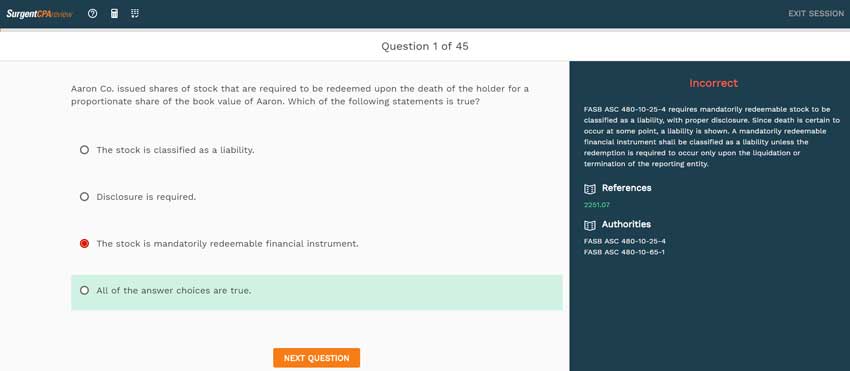 SurgentCPAreview
EXIT SESSION
Question 1 of 45
Aaron Co. issued shares of stock that are required to be redeemed upon the death of the holder for a
proportionate share of the book value of Aaron. Which of the following statements is true?
The stock is classified as a liability.
Disclosure is required.
The stock is mandatorily redeemable financial instrument.
All of the answer choices are true.
NEXT QUESTION
Incorrect
FASB ASC 480-10-25-4 requires mandatorily redeemable stock to be
classified as a liability, with proper disclosure. Since death is certain to
occur at some point, a liability is shown. A mandatorily redeemable
financial instrument shall be classified as a liability unless the
redemption is required to occur only upon the liquidation or
termination of the reporting entity.
References
2251.07
Authorities
FASB ASC 480-10-25-4
FASB ASC 480-10-65-1